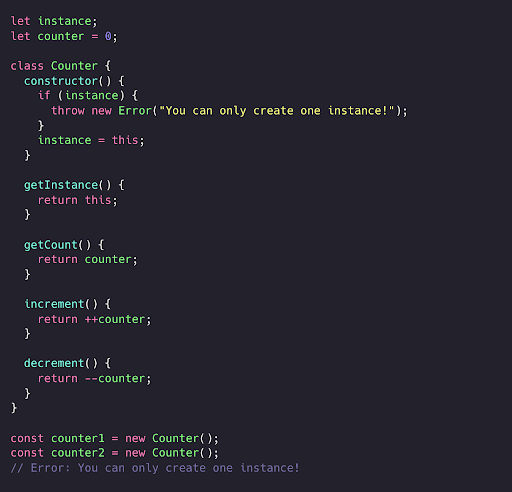 let instance;
let counter = 0;

class Counter {
  constructor() {
    if (instance) {
      throw new Error("You can only create one instance!");
    }
    instance = this;
  }

  getInstance() {
    return this;
  }

  getCount() {
    return counter;
  }

  increment() {
    return ++counter;
  }

  decrement() {
    return --counter;
  }
}

const counter1 = new Counter();
const counter2 = new Counter();
// Error: You can only create one instance!